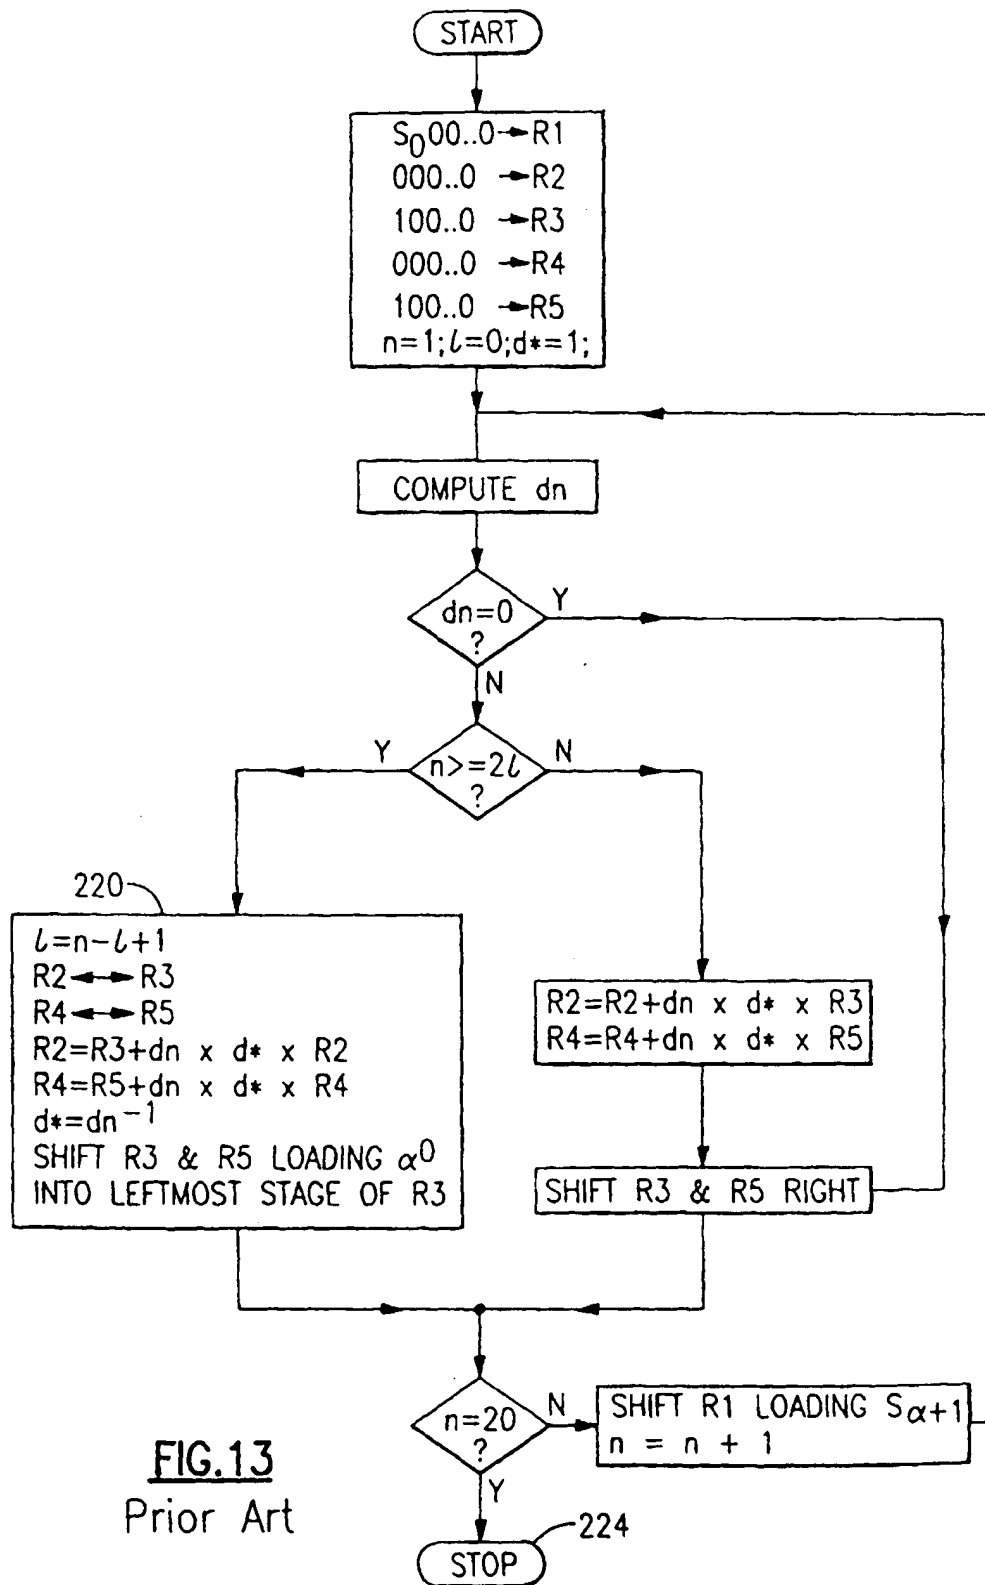 START
S₀00..0 →R1
000..0 →R2
100..0 →R3
000..0 →R4
100..0 →R5
n=1;l=0;d*=1;
COMPUTE dn
dn=0
?
Y
N
n>=2l
?
Y
N
220
l=n-l+1
R2↔R3
R4↔R5
R2=R3+dn x d* x R2
R4=R5+dn x d* x R4
d*=dn⁻¹
SHIFT R3 & R5 LOADING α⁰
INTO LEFTMOST STAGE OF R3
R2=R2+dn x d* x R3
R4=R4+dn x d* x R5
SHIFT R3 & R5 RIGHT
n=20
?
N
Y
SHIFT R1 LOADING Sα+1
n = n + 1
STOP
224
FIG.13
Prior Art